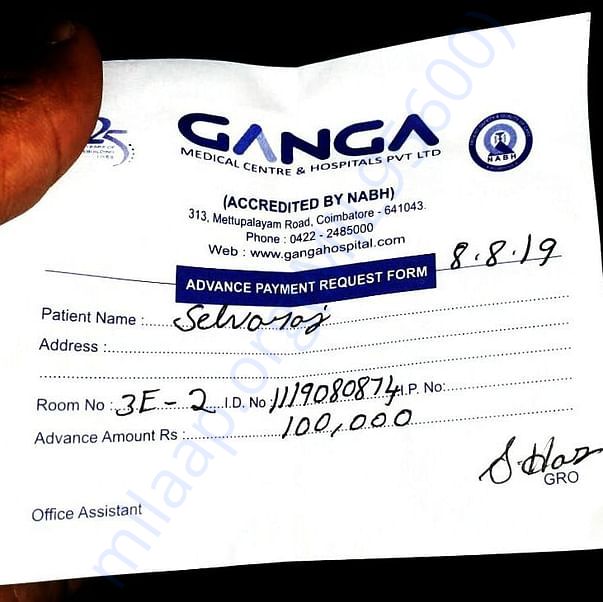 25
GANGA
MEDICAL CENTRE & HOSPITALS PVT LTD
NABH
(ACCREDITED BY NABH)
313, Mettupalayam Road, Coimbatore - 641043.
Phone : 0422 - 2485000
Web : www.gangahospital.com
8.8.19
ADVANCE PAYMENT REQUEST FORM
Patient Name : Selvaraj
Address :
Room No : 3E-2 I.D. No : 1119080874 I.P. No:
Advance Amount Rs : 100,000
GRO
Office Assistant